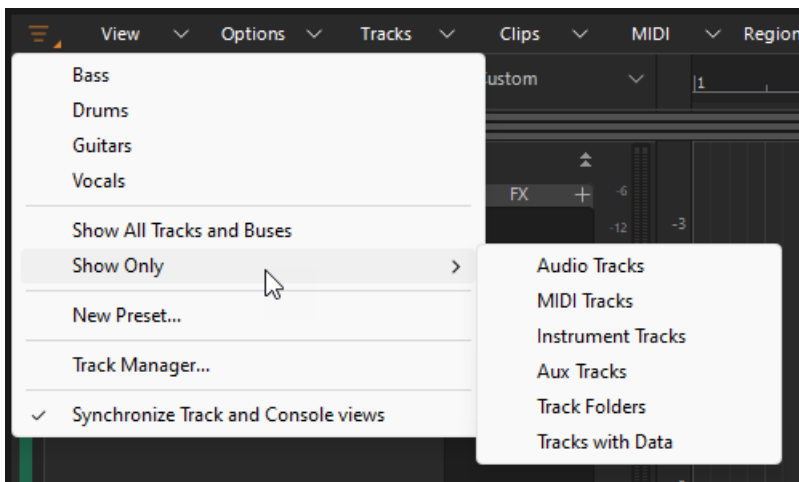 View
Options
Tracks
Clips
MIDI
Region
Bass
Drums
Guitars
Vocals
Show All Tracks and Buses
Show Only
New Preset...
Track Manager...
Synchronize Track and Console views
ustom
1
FX
-6
-12
-3
Audio Tracks
MIDI Tracks
Instrument Tracks
Aux Tracks
Track Folders
Tracks with Data